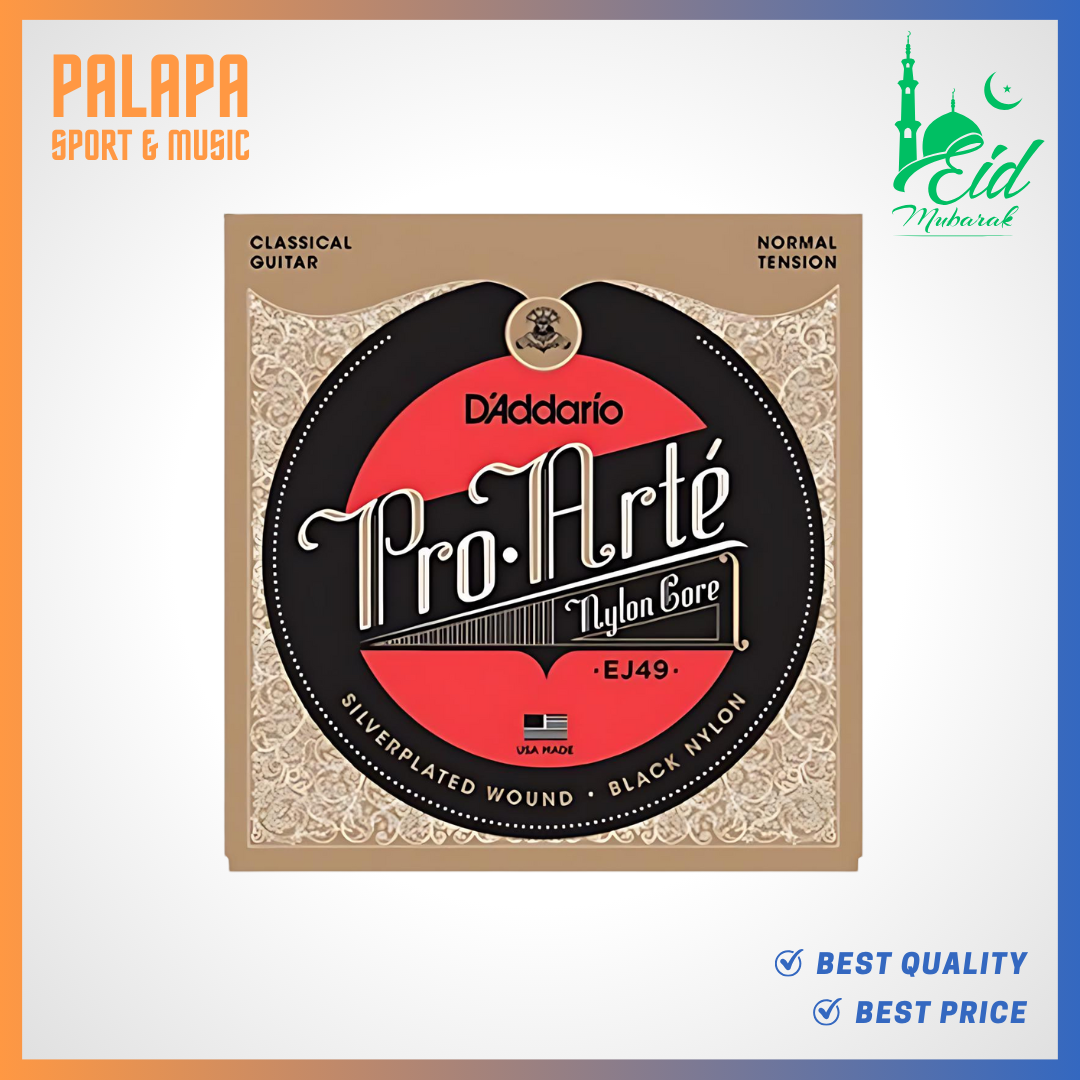 PALAPA
SPORT & MUSIC
Eid
Mubarak
CLASSICAL
GUITAR
NORMAL
TENSION
D'Addario
Pro·Arté
Nylon Core
·EJ49·
USA MADE
SILVERPLATED WOUND • BLACK NYLON
BEST QUALITY
BEST PRICE